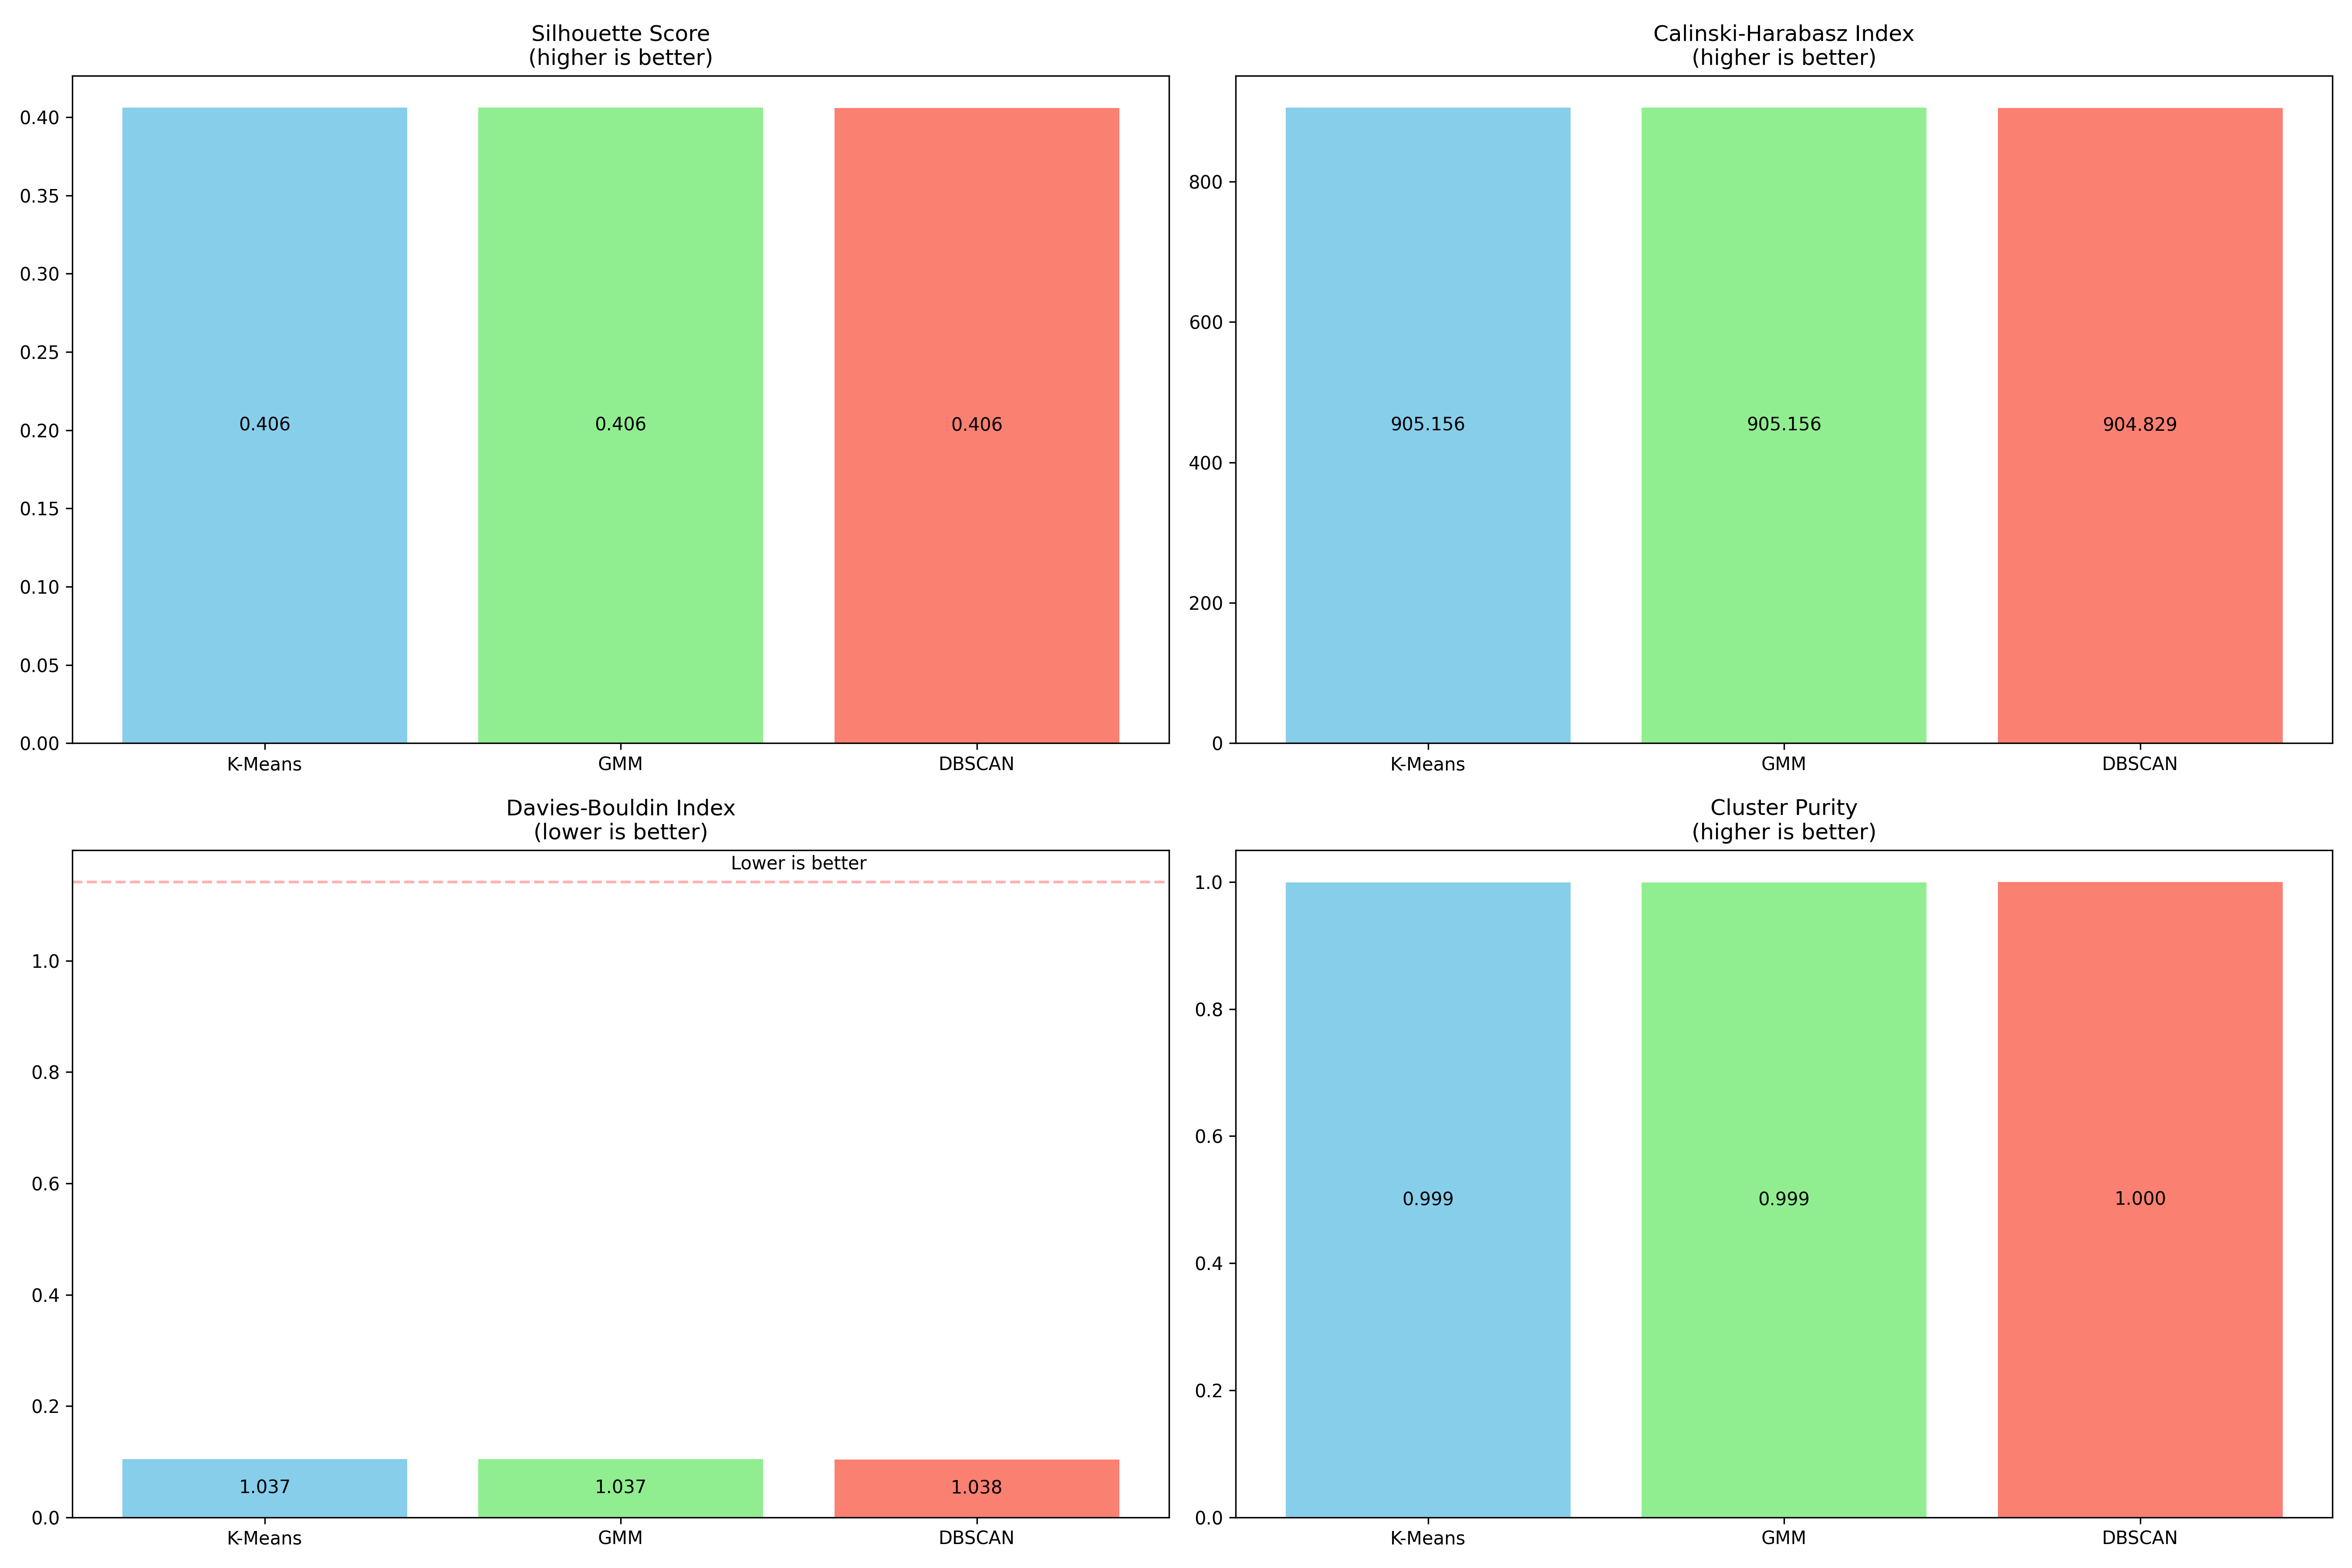 Silhouette Score
(higher is better)
0.40
0.35
0.30
0.25
0.20
0.15
0.10
0.05
0.00
0.406
0.406
0.406
K-Means
GMM
DBSCAN
Calinski-Harabasz Index
(higher is better)
800
600
400
200
0
905.156
905.156
904.829
K-Means
GMM
DBSCAN
Davies-Bouldin Index
(lower is better)
Lower is better
1.0
0.8
0.6
0.4
0.2
0.0
1.037
1.037
1.038
K-Means
GMM
DBSCAN
Cluster Purity
(higher is better)
1.0
0.8
0.6
0.4
0.2
0.0
0.999
0.999
1.000
K-Means
GMM
DBSCAN